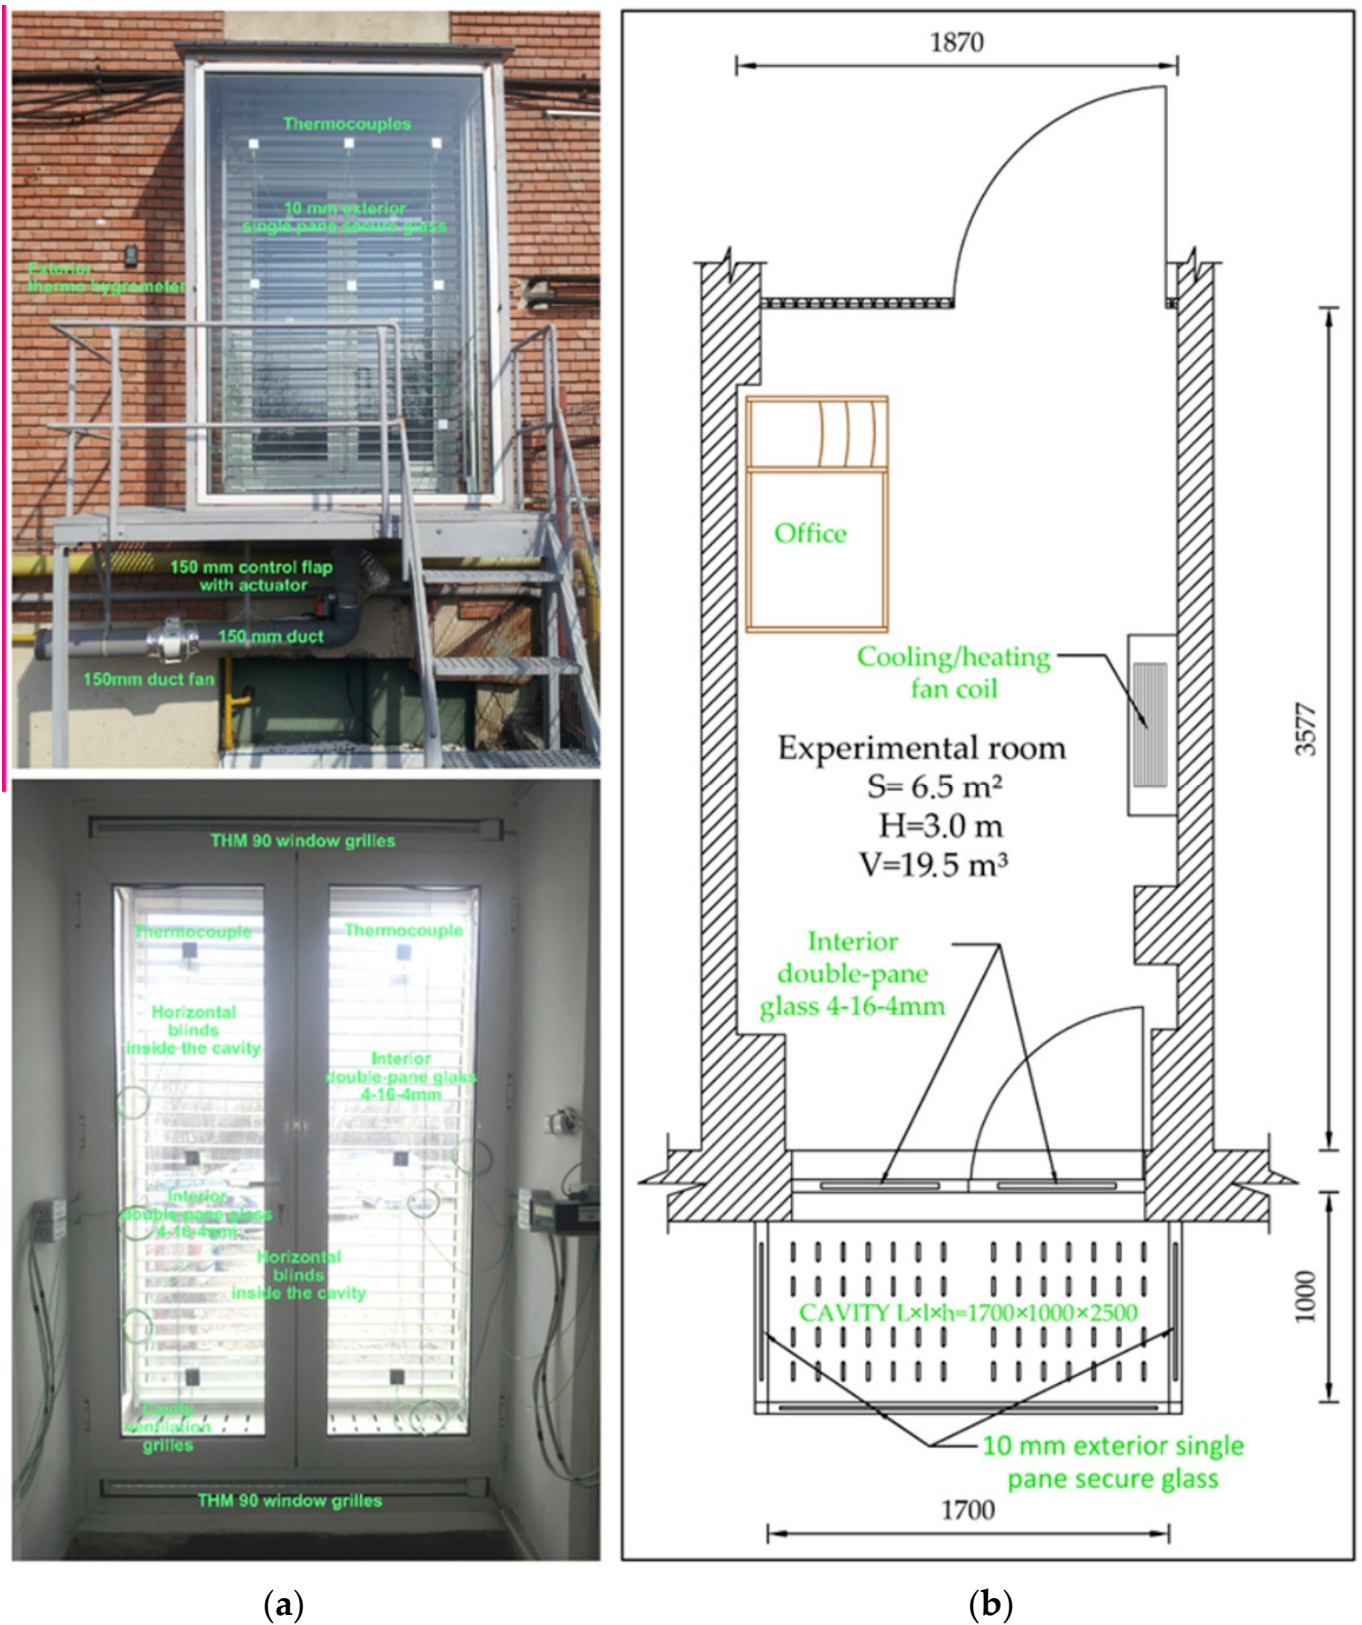 Thermocouples
10 mm exterior
single pane secure glass
Exterior
thermo hygrometer
150 mm control flap
with actuator
150 mm duct
150mm duct fan
THM 90 window grilles
Thermocouple
Thermocouple
Horizontal
blinds
inside the cavity
Interior
double-pane glass
4-16-4mm
Interior
double-pane glass
4-16-4mm
Horizontal
blinds
inside the cavity
Cavity
ventilation
grilles
THM 90 window grilles
(a)
1870
Office
Cooling/heating
fan coil
3577
Experimental room
S= 6.5 m²
H=3.0 m
V=19.5 m³
Interior
double-pane
glass 4-16-4mm
CAVITY L×l×h=1700×1000×2500
1000
10 mm exterior single
pane secure glass
1700
(b)